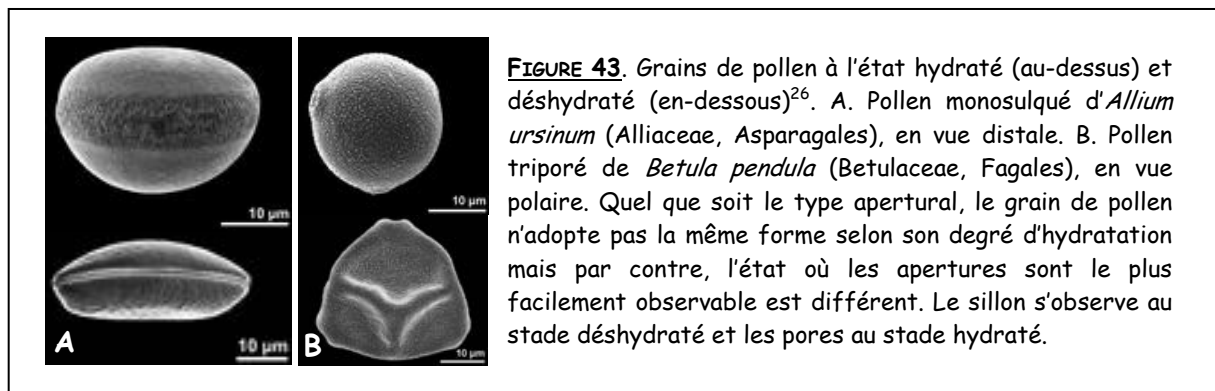 10 µm
10 µm
A
10 µm
B
10 µm
FIGURE 43. Grains de pollen à l'état hydraté (au-dessus) et
déshydraté (en-dessous)26. A. Pollen monosulqué d'Allium
ursinum (Alliaceae, Asparagales), en vue distale. B. Pollen
triporé de Betula pendula (Betulaceae, Fagales), en vue
polaire. Quel que soit le type apertural, le grain de pollen
n'adopte pas la même forme selon son degré d'hydratation
mais par contre, l'état où les apertures sont le plus
facilement observable est différent. Le sillon s'observe au
stade déshydraté et les pores au stade hydraté.